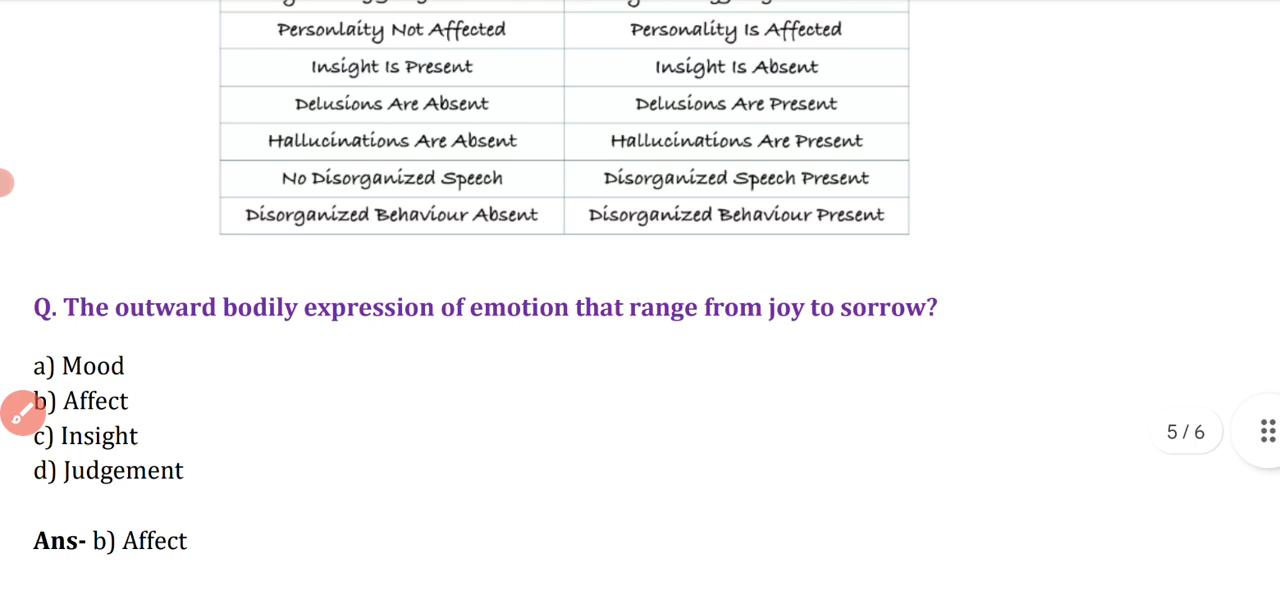 Personlaity Not Affected Personality Is Affected
Insight Is Present Insight Is Absent
Delusions Are Absent Delusions Are Present
Hallucinations Are Absent Hallucinations Are Present
No Disorganized Speech Disorganized Speech Present
Disorganized Behaviour Absent Disorganized Behaviour Present
Q. The outward bodily expression of emotion that range from joy to sorrow?
a) Mood
b) Affect
c) Insight
5 / 6
d) Judgement
Ans- b) Affect